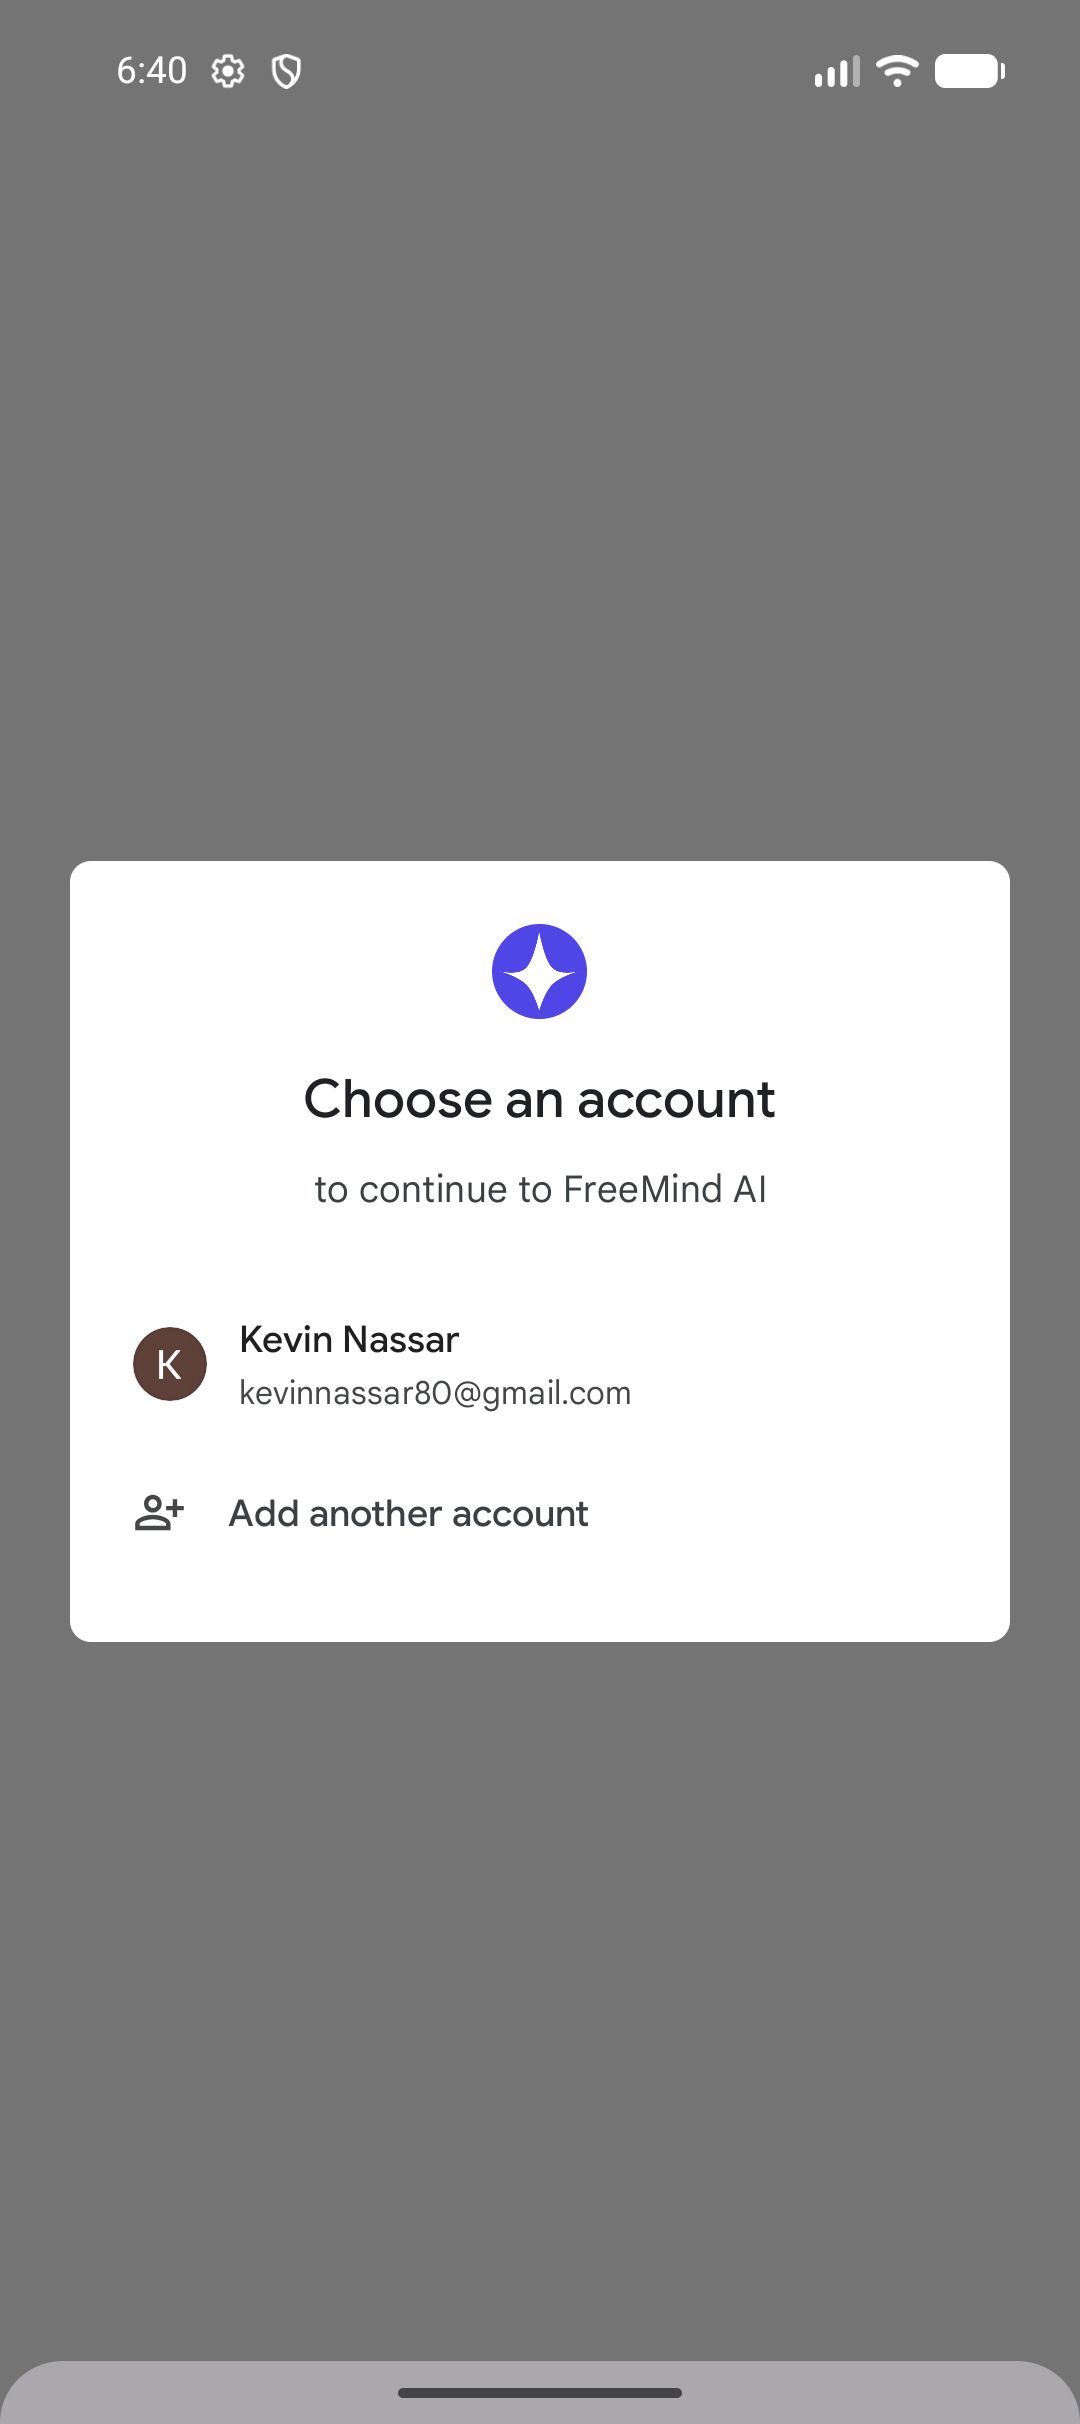 6:40
Choose an account
to continue to FreeMind AI
K
Kevin Nassar
kevinnassar80@gmail.com
Add another account